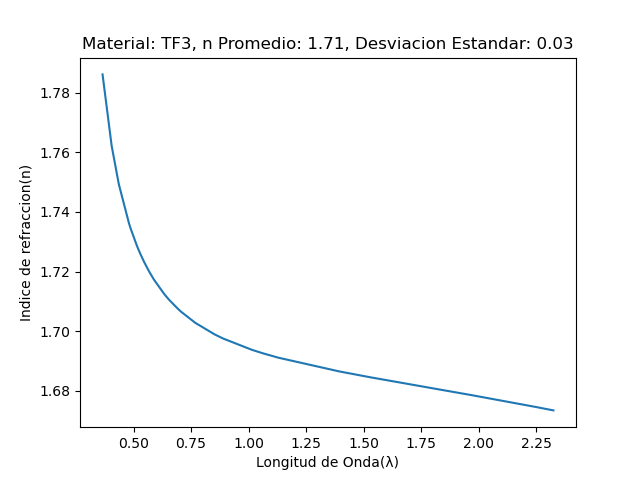 Material: TF3, n Promedio: 1.71, Desviacion Estandar: 0.03
Indice de refraccion(n)
1.78
1.76
1.74
1.72
1.70
1.68
0.50 0.75 1.00 1.25 1.50 1.75 2.00 2.25
Longitud de Onda(λ)